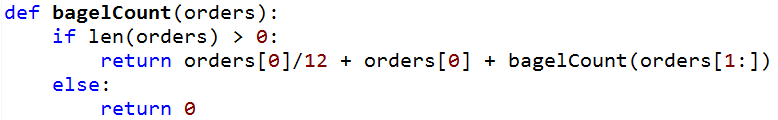 def bagelCount(orders):
    if len(orders) > 0:
        return orders[0]/12 + orders[0] + bagelCount(orders[1:])
    else:
        return 0